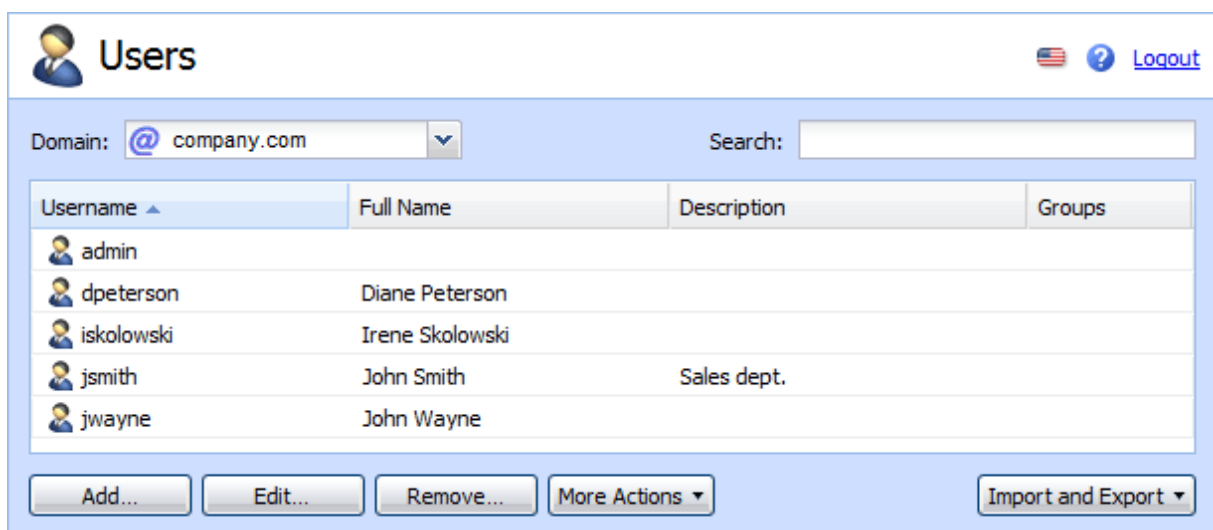 Users
Logout
Domain: @ company.com Search:
Username Full Name Description Groups
admin
dpeterson Diane Peterson
iskolowski Irene Skolowski
jsmith John Smith Sales dept.
jwayne John Wayne
Add... Edit... Remove... More Actions Import and Export